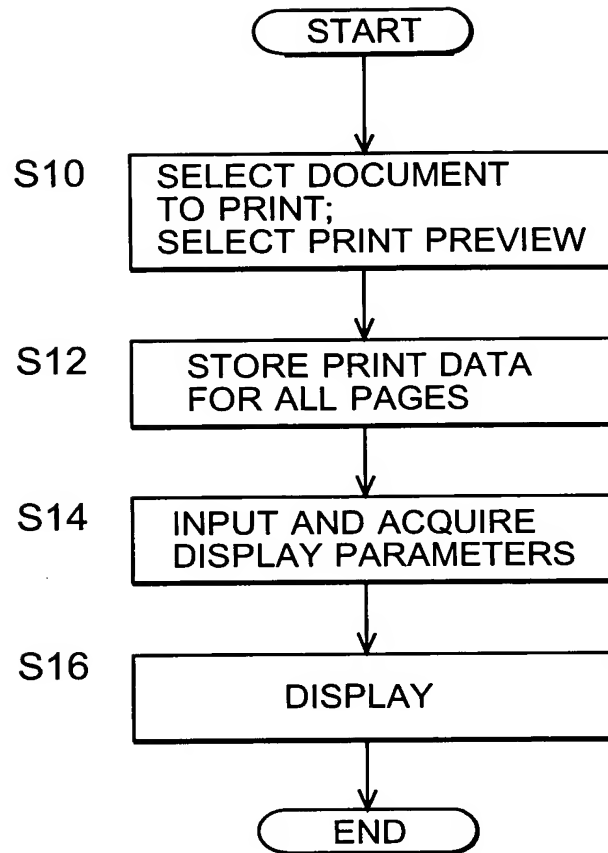 START
S10
SELECT DOCUMENT
TO PRINT;
SELECT PRINT PREVIEW
S12
STORE PRINT DATA
FOR ALL PAGES
S14
INPUT AND ACQUIRE
DISPLAY PARAMETERS
S16
DISPLAY
END